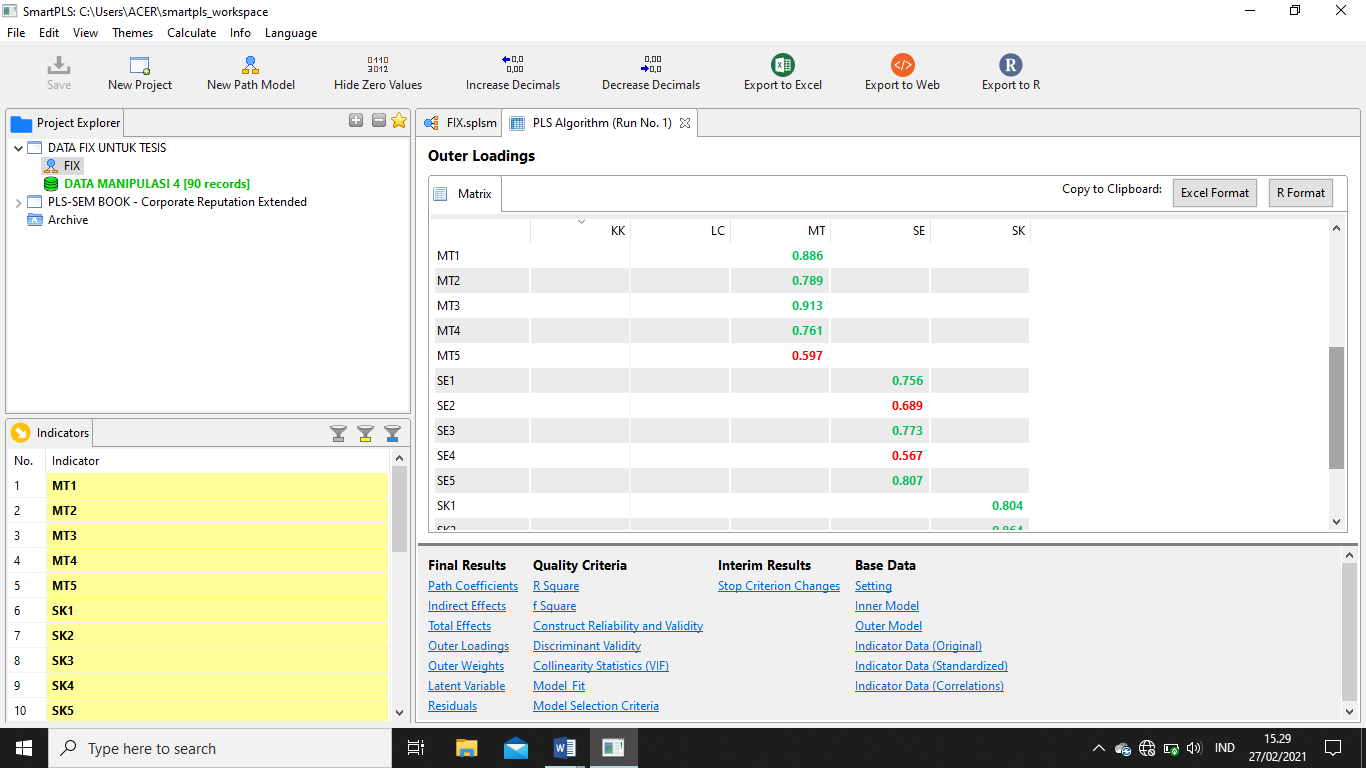 SmartPLS: C:\Users\ACER\smartpls_workspace
File Edit View Themes Calculate Info Language
Save New Project New Path Model Hide Zero Values Increase Decimals Decrease Decimals Export to Excel Export to Web Export to R
Project Explorer
DATA FIX UNTUK TESIS
FIX
DATA MANIPULASI 4 [90 records]
PLS-SEM BOOK - Corporate Reputation Extended
Archive
Indicators
No. Indicator
1 MT1
2 MT2
3 MT3
4 MT4
5 MT5
6 SK1
7 SK2
8 SK3
9 SK4
10 SK5
FIX.splsm PLS Algorithm (Run No. 1)
Outer Loadings
Matrix Copy to Clipboard: Excel Format R Format
KK LC MT SE SK
MT1 0.886
MT2 0.789
MT3 0.913
MT4 0.761
MT5 0.597
SE1 0.756
SE2 0.689
SE3 0.773
SE4 0.567
SE5 0.807
SK1 0.804
SK2 0.864
Final Results Quality Criteria Interim Results Base Data
Path Coefficients R Square Stop Criterion Changes Setting
Indirect Effects f Square Inner Model
Total Effects Construct Reliability and Validity Outer Model
Outer Loadings Discriminant Validity Indicator Data (Original)
Outer Weights Collinearity Statistics (VIF) Indicator Data (Standardized)
Latent Variable Model_Fit Indicator Data (Correlations)
Residuals Model Selection Criteria
Type here to search
IND
15.29
27/02/2021